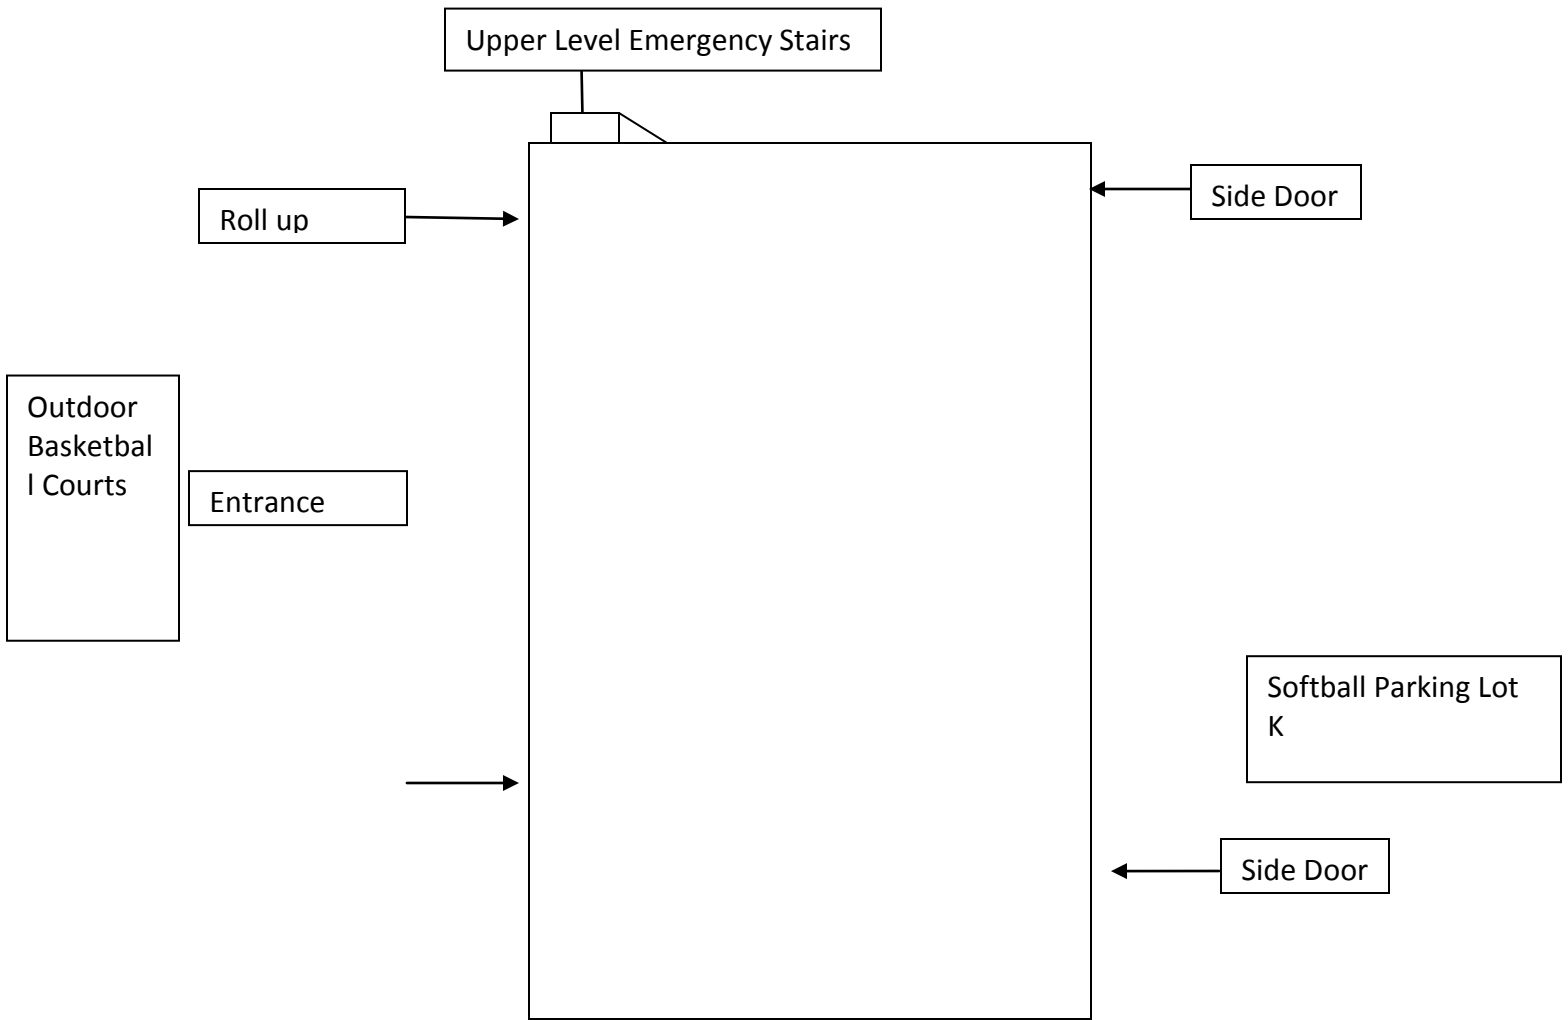 Upper Level Emergency Stairs
Roll up
Side Door
Outdoor
Basketbal
l Courts
Entrance
Softball Parking Lot
K
Side Door